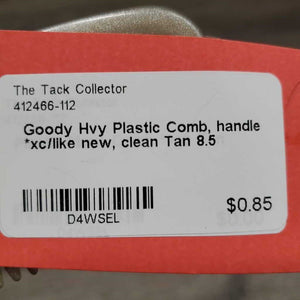 The Tack Collector
412466-112
Goody Hvy Plastic Comb, handle
*xc/like new, clean Tan 8.5
D4WSEL
$0.85